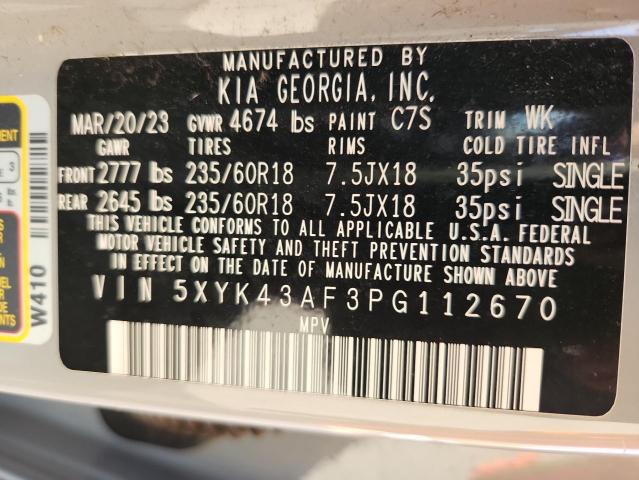 MANUFACTURED BY
KIA GEORGIA, INC.
MAR/20/23 GVWR 4674 lbs PAINT C7S TRIM WK
GAWR TIRES RIMS COLD TIRE INFL
FRONT 2777 lbs 235/60R18 7.5JX18 35psi SINGLE
REAR 2645 lbs 235/60R18 7.5JX18 35psi SINGLE
THIS VEHICLE CONFORMS TO ALL APPLICABLE U.S.A. FEDERAL
MOTOR VEHICLE SAFETY AND THEFT PREVENTION STANDARDS
IN EFFECT ON THE DATE OF MANUFACTURE SHOWN ABOVE
VIN 5XYK43AF3PG112670
MPV
W410